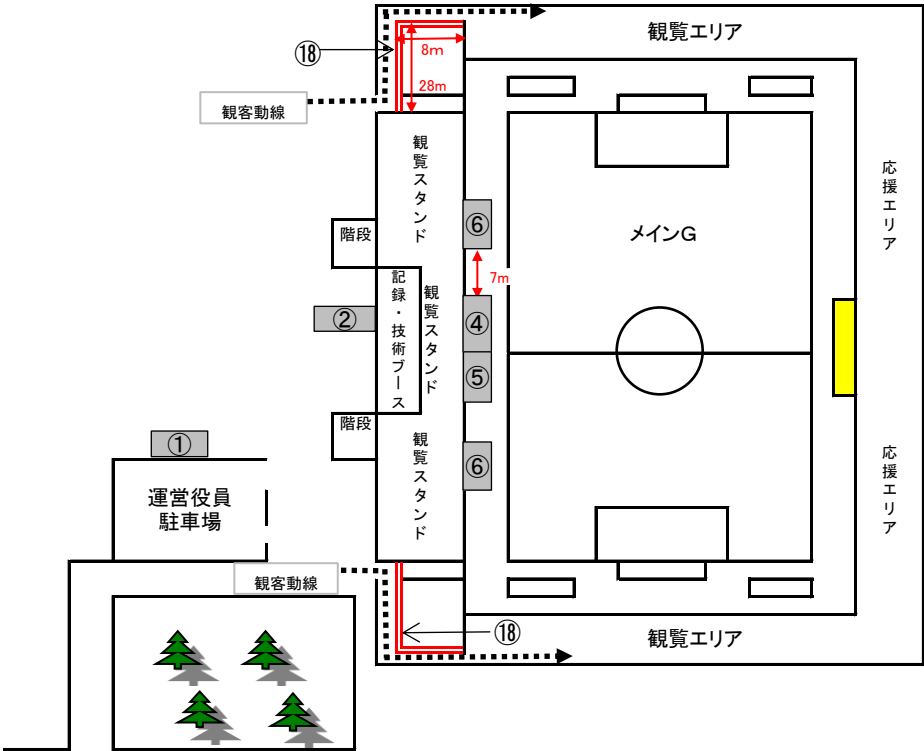 観覧エリア
⑱
8m
28m
観客動線
観覧スタンド
応援エリア
⑥
メインG
階段
7m
記録・技術ブース
観覧スタンド
②
④
⑤
階段
①
観覧スタンド
⑥
応援エリア
運営役員
駐車場
観客動線
⑱
観覧エリア